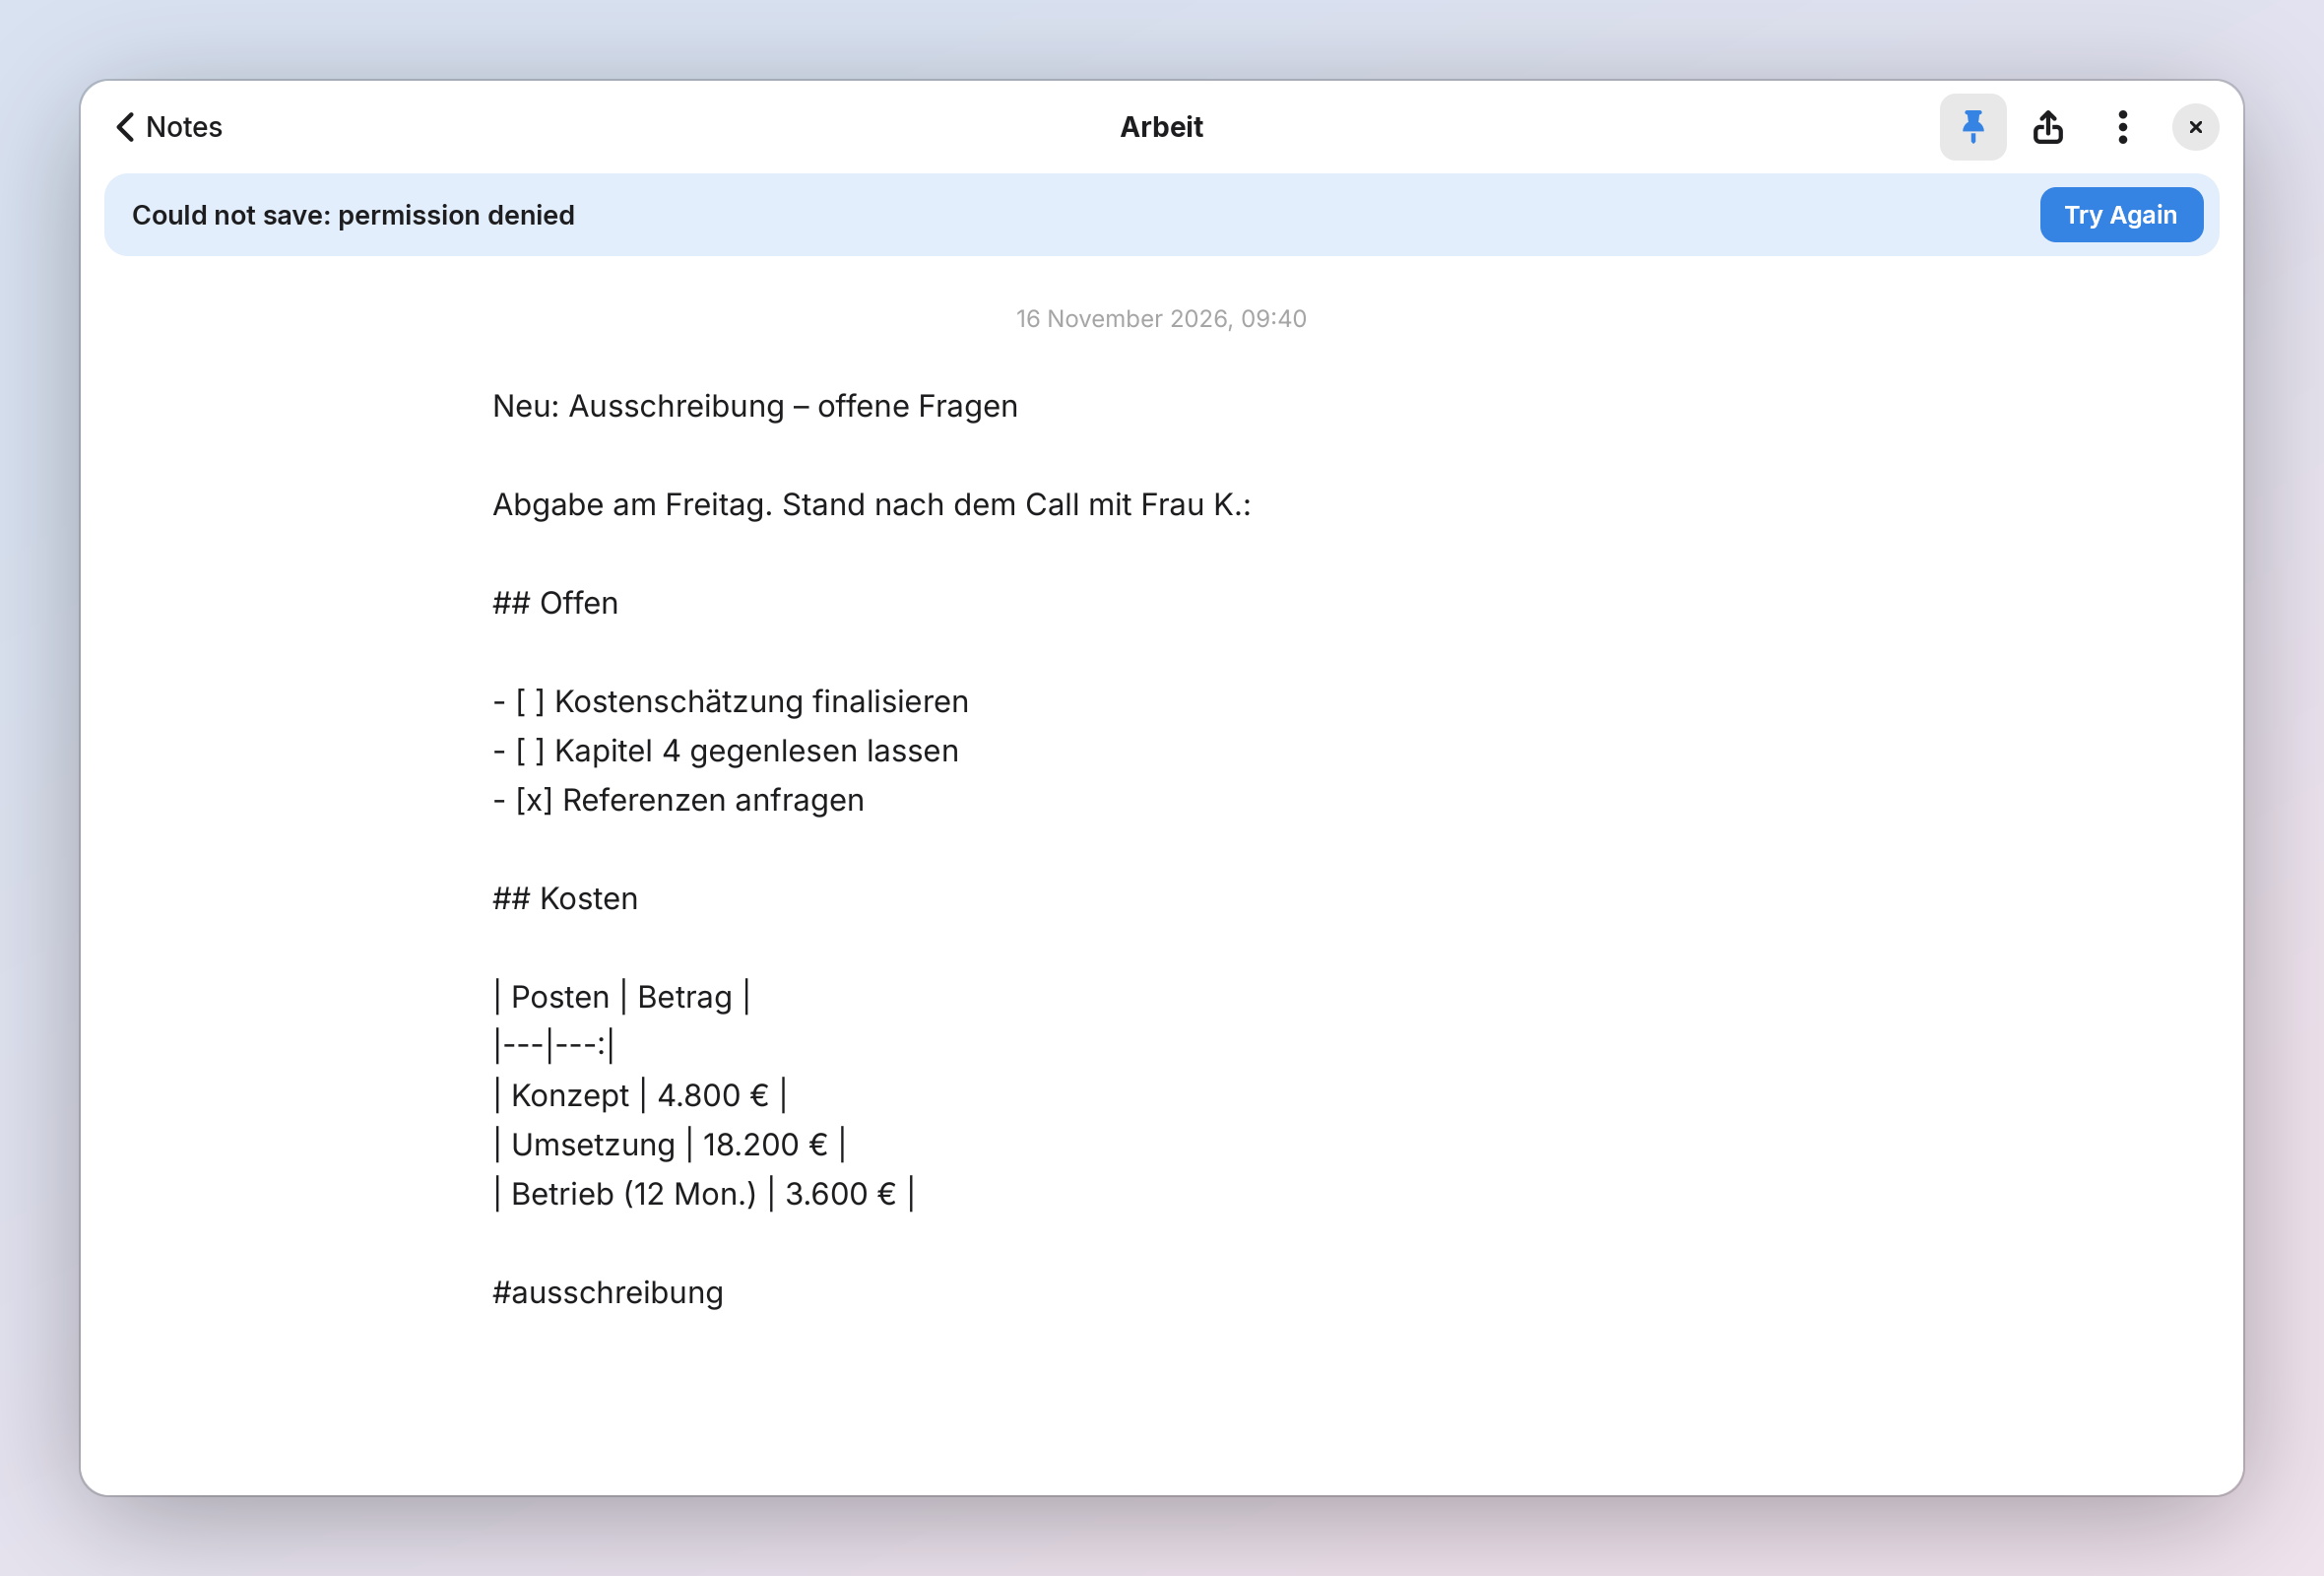 Notes
Arbeit
Could not save: permission denied
Try Again
16 November 2026, 09:40
Neu: Ausschreibung – offene Fragen
Abgabe am Freitag. Stand nach dem Call mit Frau K.:
## Offen
- [ ] Kostenschätzung finalisieren
- [ ] Kapitel 4 gegenlesen lassen
- [x] Referenzen anfragen
## Kosten
| Posten | Betrag |
|---|---:|
| Konzept | 4.800 € |
| Umsetzung | 18.200 € |
| Betrieb (12 Mon.) | 3.600 € |
#ausschreibung